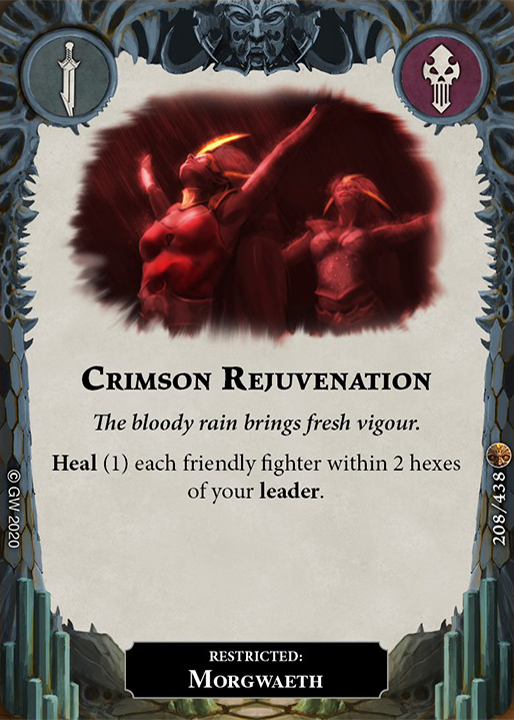 Crimson Rejuvenation
The bloody rain brings fresh vigour.
Heal (1) each friendly fighter within 2 hexes
of your leader.
© GW 2020
208/438
RESTRICTED:
Morgwaeth